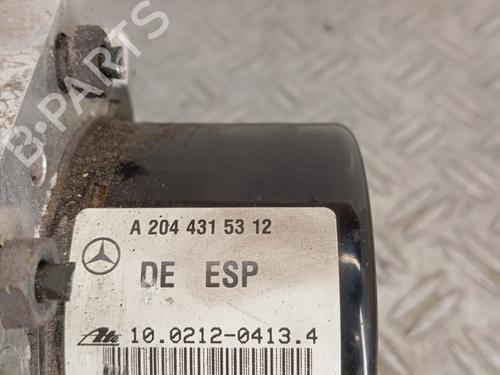 B-PARTS
A 204 431 53 12
DE ESP
Ate 10.0212-0413.4